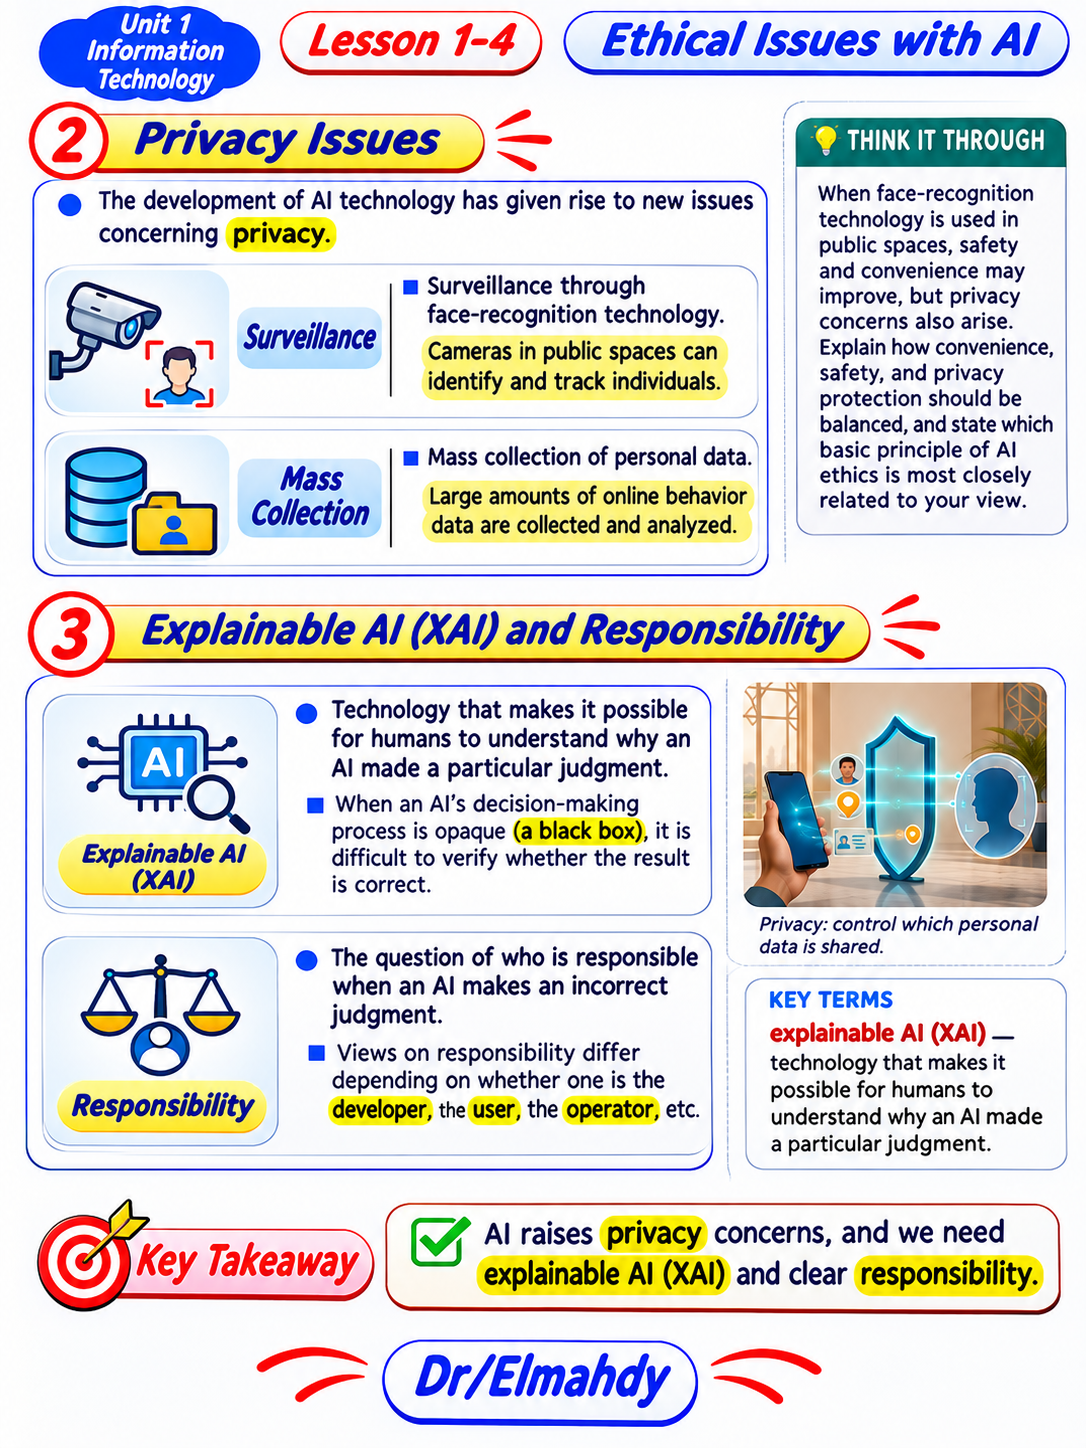 Unit 1
Information
Technology
Lesson 1-4
Ethical Issues with AI
2
Privacy Issues
The development of AI technology has given rise to new issues
concerning privacy.
Surveillance
Surveillance through
face-recognition technology.
Cameras in public spaces can
identify and track individuals.
Mass
Collection
Mass collection of personal data.
Large amounts of online behavior
data are collected and analyzed.
THINK IT THROUGH
When face-recognition
technology is used in
public spaces, safety
and convenience may
improve, but privacy
concerns also arise.
Explain how convenience,
safety, and privacy
protection should be
balanced, and state which
basic principle of AI
ethics is most closely
related to your view.
3
Explainable AI (XAI) and Responsibility
AI
Explainable AI
(XAI)
Technology that makes it possible
for humans to understand why an
AI made a particular judgment.
When an AI's decision-making
process is opaque (a black box), it is
difficult to verify whether the result
is correct.
Responsibility
The question of who is responsible
when an AI makes an incorrect
judgment.
Views on responsibility differ
depending on whether one is the
developer, the user, the operator, etc.
Privacy: control which personal
data is shared.
KEY TERMS
explainable AI (XAI) —
technology that makes it
possible for humans to
understand why an AI made
a particular judgment.
Key Takeaway
AI raises privacy concerns, and we need
explainable AI (XAI) and clear responsibility.
Dr/Elmahdy